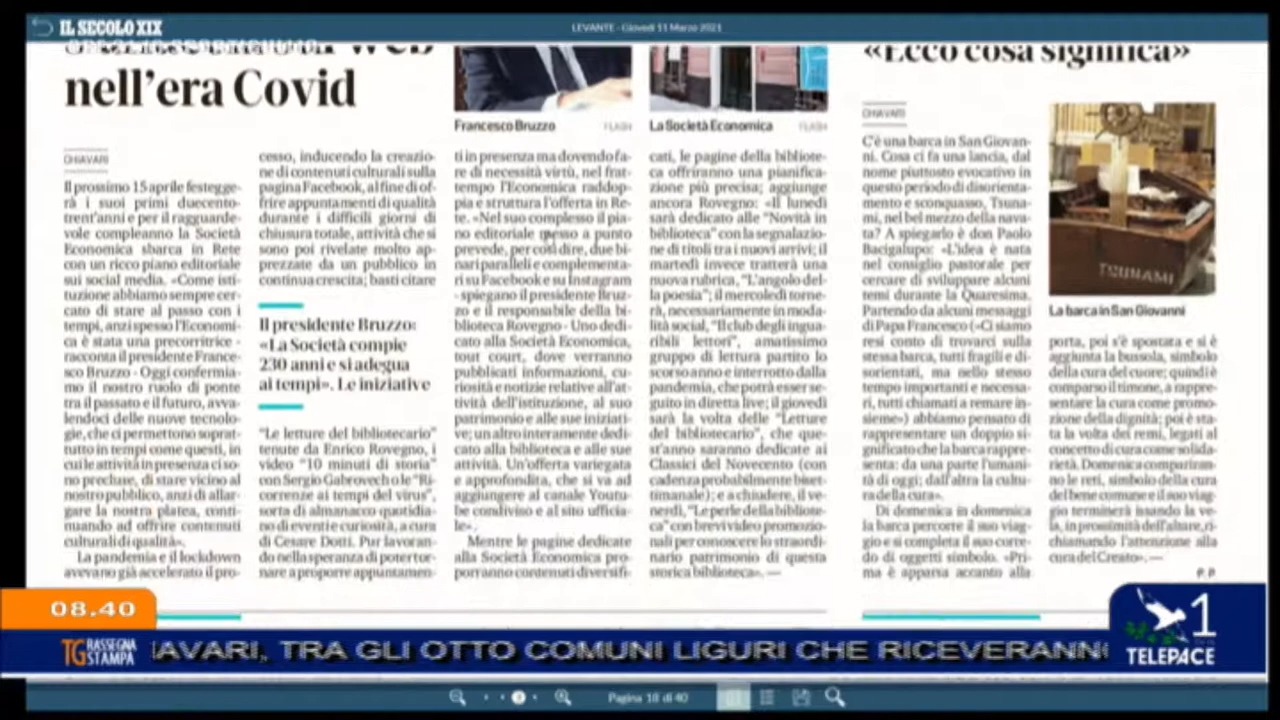 IL SECOLO XIX
LEVANTE - Giovedì 11 Marzo 2021
nell'era Covid
CHIAVARI
Il prossimo 15 aprile festegge-
rà i suoi primi duecento-
trent'anni e per il ragguarde-
vole compleanno la Società
Economica sbarca in Rete
con un ricco piano editoriale
sui social media. «Come isti-
tuzione abbiamo sempre cer-
cato di stare al passo con i
tempi, anzi spesso l'Economi-
ca è stata una precorritrice -
racconta il presidente France-
sco Bruzzo - Oggi confermia-
mo il nostro ruolo di ponte
tra il passato e il futuro, avva-
lendoci delle nuove tecnolo-
gie, che ci permettono soprat-
tutto in tempi come questi, in
cui le attività in presenza ci so-
no precluse, di stare vicino al
nostro pubblico, anzi di allar-
gare la nostra platea, conti-
nuando ad offrire contenuti
culturali di qualità».
La pandemia e il lockdown
avevano già accelerato il pro-
cesso, inducendo la creazio-
ne di contenuti culturali sulla
pagina Facebook, al fine di of-
frire appuntamenti di qualità
durante i difficili giorni di
chiusura totale, attività che si
sono poi rivelate molto ap-
prezzate da un pubblico in
continua crescita; basti citare
Il presidente Bruzzo:
«La Società compie
230 anni e si adegua
ai tempi». Le iniziative
"Le letture del bibliotecario"
tenute da Enrico Rovegno, i
video "10 minuti di storia"
con Sergio Gabrovech o le "Ri-
correnze ai tempi del virus",
sorta di almanacco quotidia-
no di eventi e curiosità, a cura
di Cesare Dotti. Pur lavoran-
do nella speranza di poter tor-
nare a proporre appuntamen-
Francesco Bruzzo
FLASH
ti in presenza ma dovendo fa-
re di necessità virtù, nel frat-
tempo l'Economica raddop-
pia e struttura l'offerta in Re-
te. «Nel suo complesso il pia-
no editoriale messo a punto
prevede, per così dire, due bi-
nari paralleli e complementa-
ri su Facebook e su Instagram
- spiegano il presidente Bruz-
zo e il responsabile della bi-
blioteca Rovegno - Uno dedi-
cato alla Società Economica,
tout court, dove verranno
pubblicati informazioni, cu-
riosità e notizie relative all'at-
tività dell'istituzione, al suo
patrimonio e alle sue iniziati-
ve; un altro interamente dedi-
cato alla biblioteca e alle sue
attività. Un'offerta variegata
e approfondita, che si va ad
aggiungere al canale Youtu-
be condiviso e al sito ufficia-
le».
Mentre le pagine dedicate
alla Società Economica pro-
porranno contenuti diversifi-
La Società Economica
FLASH
cati, le pagine della bibliote-
ca offriranno una pianifica-
zione più precisa; aggiunge
ancora Rovegno: «Il lunedì
sarà dedicato alle "Novità in
biblioteca" con la segnalazio-
ne di titoli tra i nuovi arrivi; il
martedì invece tratterà una
nuova rubrica, "L'angolo del-
la poesia"; il mercoledì torne-
rà, necessariamente in moda-
lità social, "Il club degli ingua-
ribili lettori", amatissimo
gruppo di lettura partito lo
scorso anno e interrotto dalla
pandemia, che potrà esser se-
guito in diretta live; il giovedì
sarà la volta delle "Letture
del bibliotecario", che que-
st'anno saranno dedicate ai
Classici del Novecento (con
cadenza probabilmente biset-
timanale); e a chiudere, il ve-
nerdì, "Le perle della bibliote-
ca" con brevi video promozio-
nali per conoscere lo straordi-
nario patrimonio di questa
storica biblioteca». —
«Ecco cosa significa»
CHIAVARI
C'è una barca in San Giovan-
ni. Cosa ci fa una lancia, dal
nome piuttosto evocativo in
questo periodo di disorienta-
mento e sconquasso, Tsuna-
mi, nel bel mezzo della nava-
ta? A spiegarlo è don Paolo
Bacigalupo: «L'idea è nata
nel consiglio pastorale per
cercare di sviluppare alcuni
temi durante la Quaresima.
Partendo da alcuni messaggi
di Papa Francesco («Ci siamo
resi conto di trovarci sulla
stessa barca, tutti fragili e di-
sorientati, ma nello stesso
tempo importanti e necessa-
ri, tutti chiamati a remare in-
sieme») abbiamo pensato di
rappresentare un doppio si-
gnificato che la barca rappre-
senta: da una parte l'umani-
tà di oggi; dall'altra la cultu-
ra della cura».
Di domenica in domenica
la barca percorre il suo viag-
gio e si completa il suo corre-
do di oggetti simbolo. «Pri-
ma è apparsa accanto alla
TSUNAMI
La barca in San Giovanni
porta, poi s'è spostata e si è
aggiunta la bussola, simbolo
della cura del cuore; quindi è
comparso il timone, a rappre-
sentare la cura come promo-
zione della dignità; poi è sta-
ta la volta dei remi, legati al
concetto di cura come solida-
rietà. Domenica compariran-
no le reti, simbolo della cura
del bene comune e il suo viag-
gio terminerà issando la ve-
la, in prossimità dell'altare, ri-
chiamando l'attenzione alla
cura del Creato». —
P.P.
08.40
TG RASSEGNA STAMPA
IAVARI, TRA GLI OTTO COMUNI LIGURI CHE RICEVERANNO
1
TELEPACE
Pagina 18 di 40